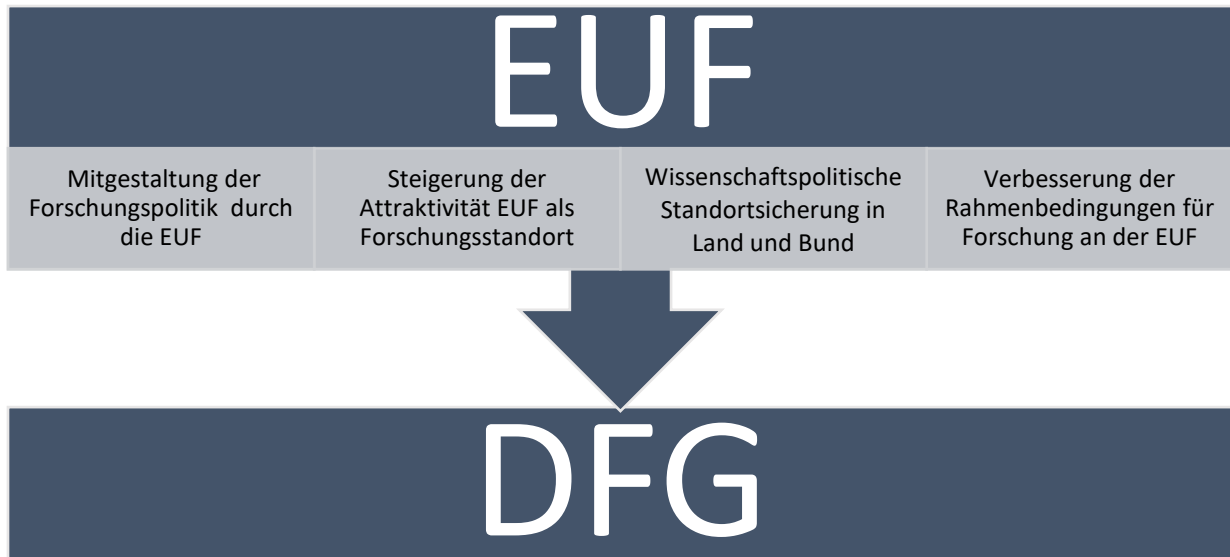 EUF
Mitgestaltung der
Forschungspolitik durch
die EUF
Steigerung der
Attraktivität EUF als
Forschungsstandort
Wissenschaftspolitische
Standortsicherung in
Land und Bund
Verbesserung der
Rahmenbedingungen für
Forschung an der EUF
DFG